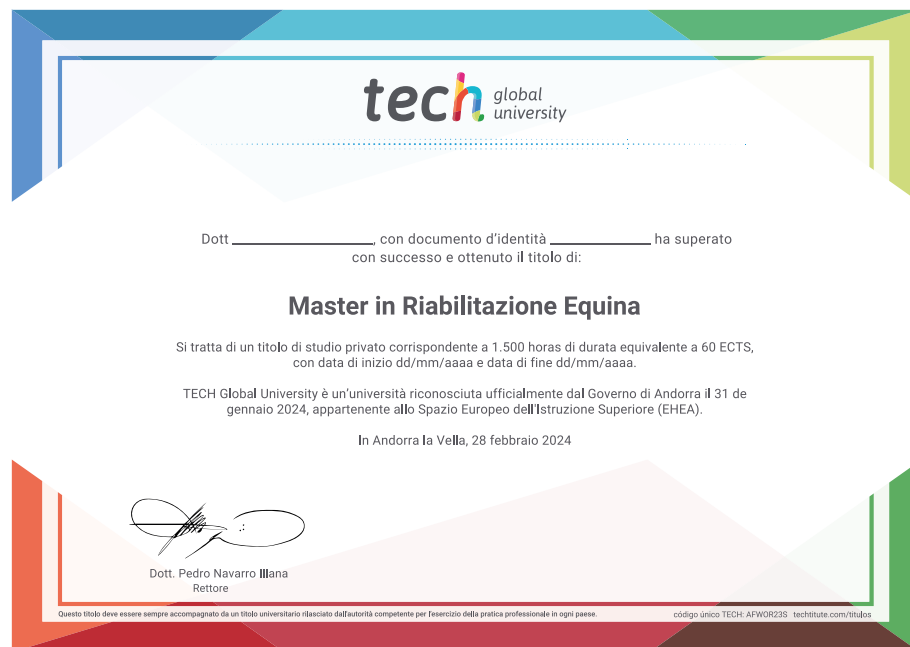 tech global university
Dott ____________, con documento d'identità ____________ ha superato
con successo e ottenuto il titolo di:
Master in Riabilitazione Equina
Si tratta di un titolo di studio privato corrispondente a 1.500 horas di durata equivalente a 60 ECTS,
con data di inizio dd/mm/aaaa e data di fine dd/mm/aaaa.
TECH Global University è un'università riconosciuta ufficialmente dal Governo di Andorra il 31 de
gennaio 2024, appartenente allo Spazio Europeo dell'Istruzione Superiore (EHEA).
In Andorra la Vella, 28 febbraio 2024
Dott. Pedro Navarro Illana
Rettore
Questo titolo deve essere sempre accompagnato da un titolo universitario rilasciato dall'autorità competente per l'esercizio della pratica professionale in ogni paese.
código único TECH: AFWOR23S techtitute.com/titulos